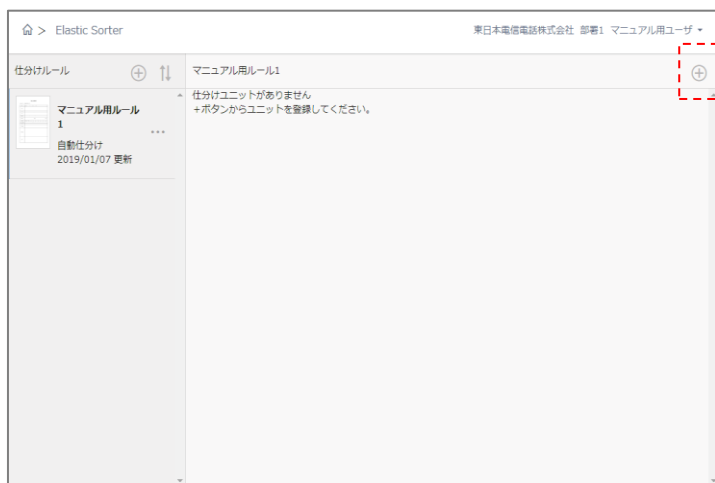 > Elastic Sorter
東日本電信電話株式会社 部署1 マニュアル用ユーザ
仕分けルール
マニュアル用ルール1
マニュアル用ルール
1
自動仕分け
2019/01/07 更新
仕分けユニットがありません
+ボタンからユニットを登録してください。